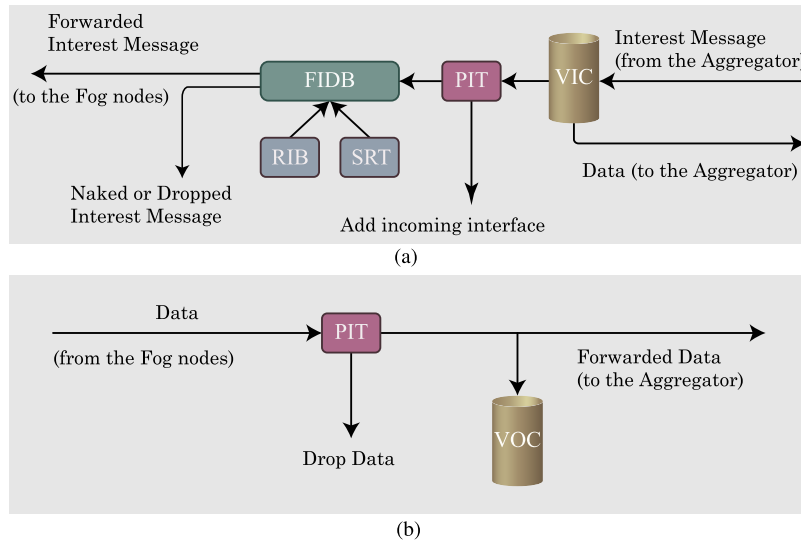 Forwarded
Interest Message
(to the Fog nodes)
FIDB
PIT
VIC
Interest Message
(from the Aggregator)
RIB
SRT
Data (to the Aggregator)
Naked or Dropped
Interest Message
Add incoming interface
(a)
Data
(from the Fog nodes)
PIT
Forwarded Data
(to the Aggregator)
VOC
Drop Data
(b)